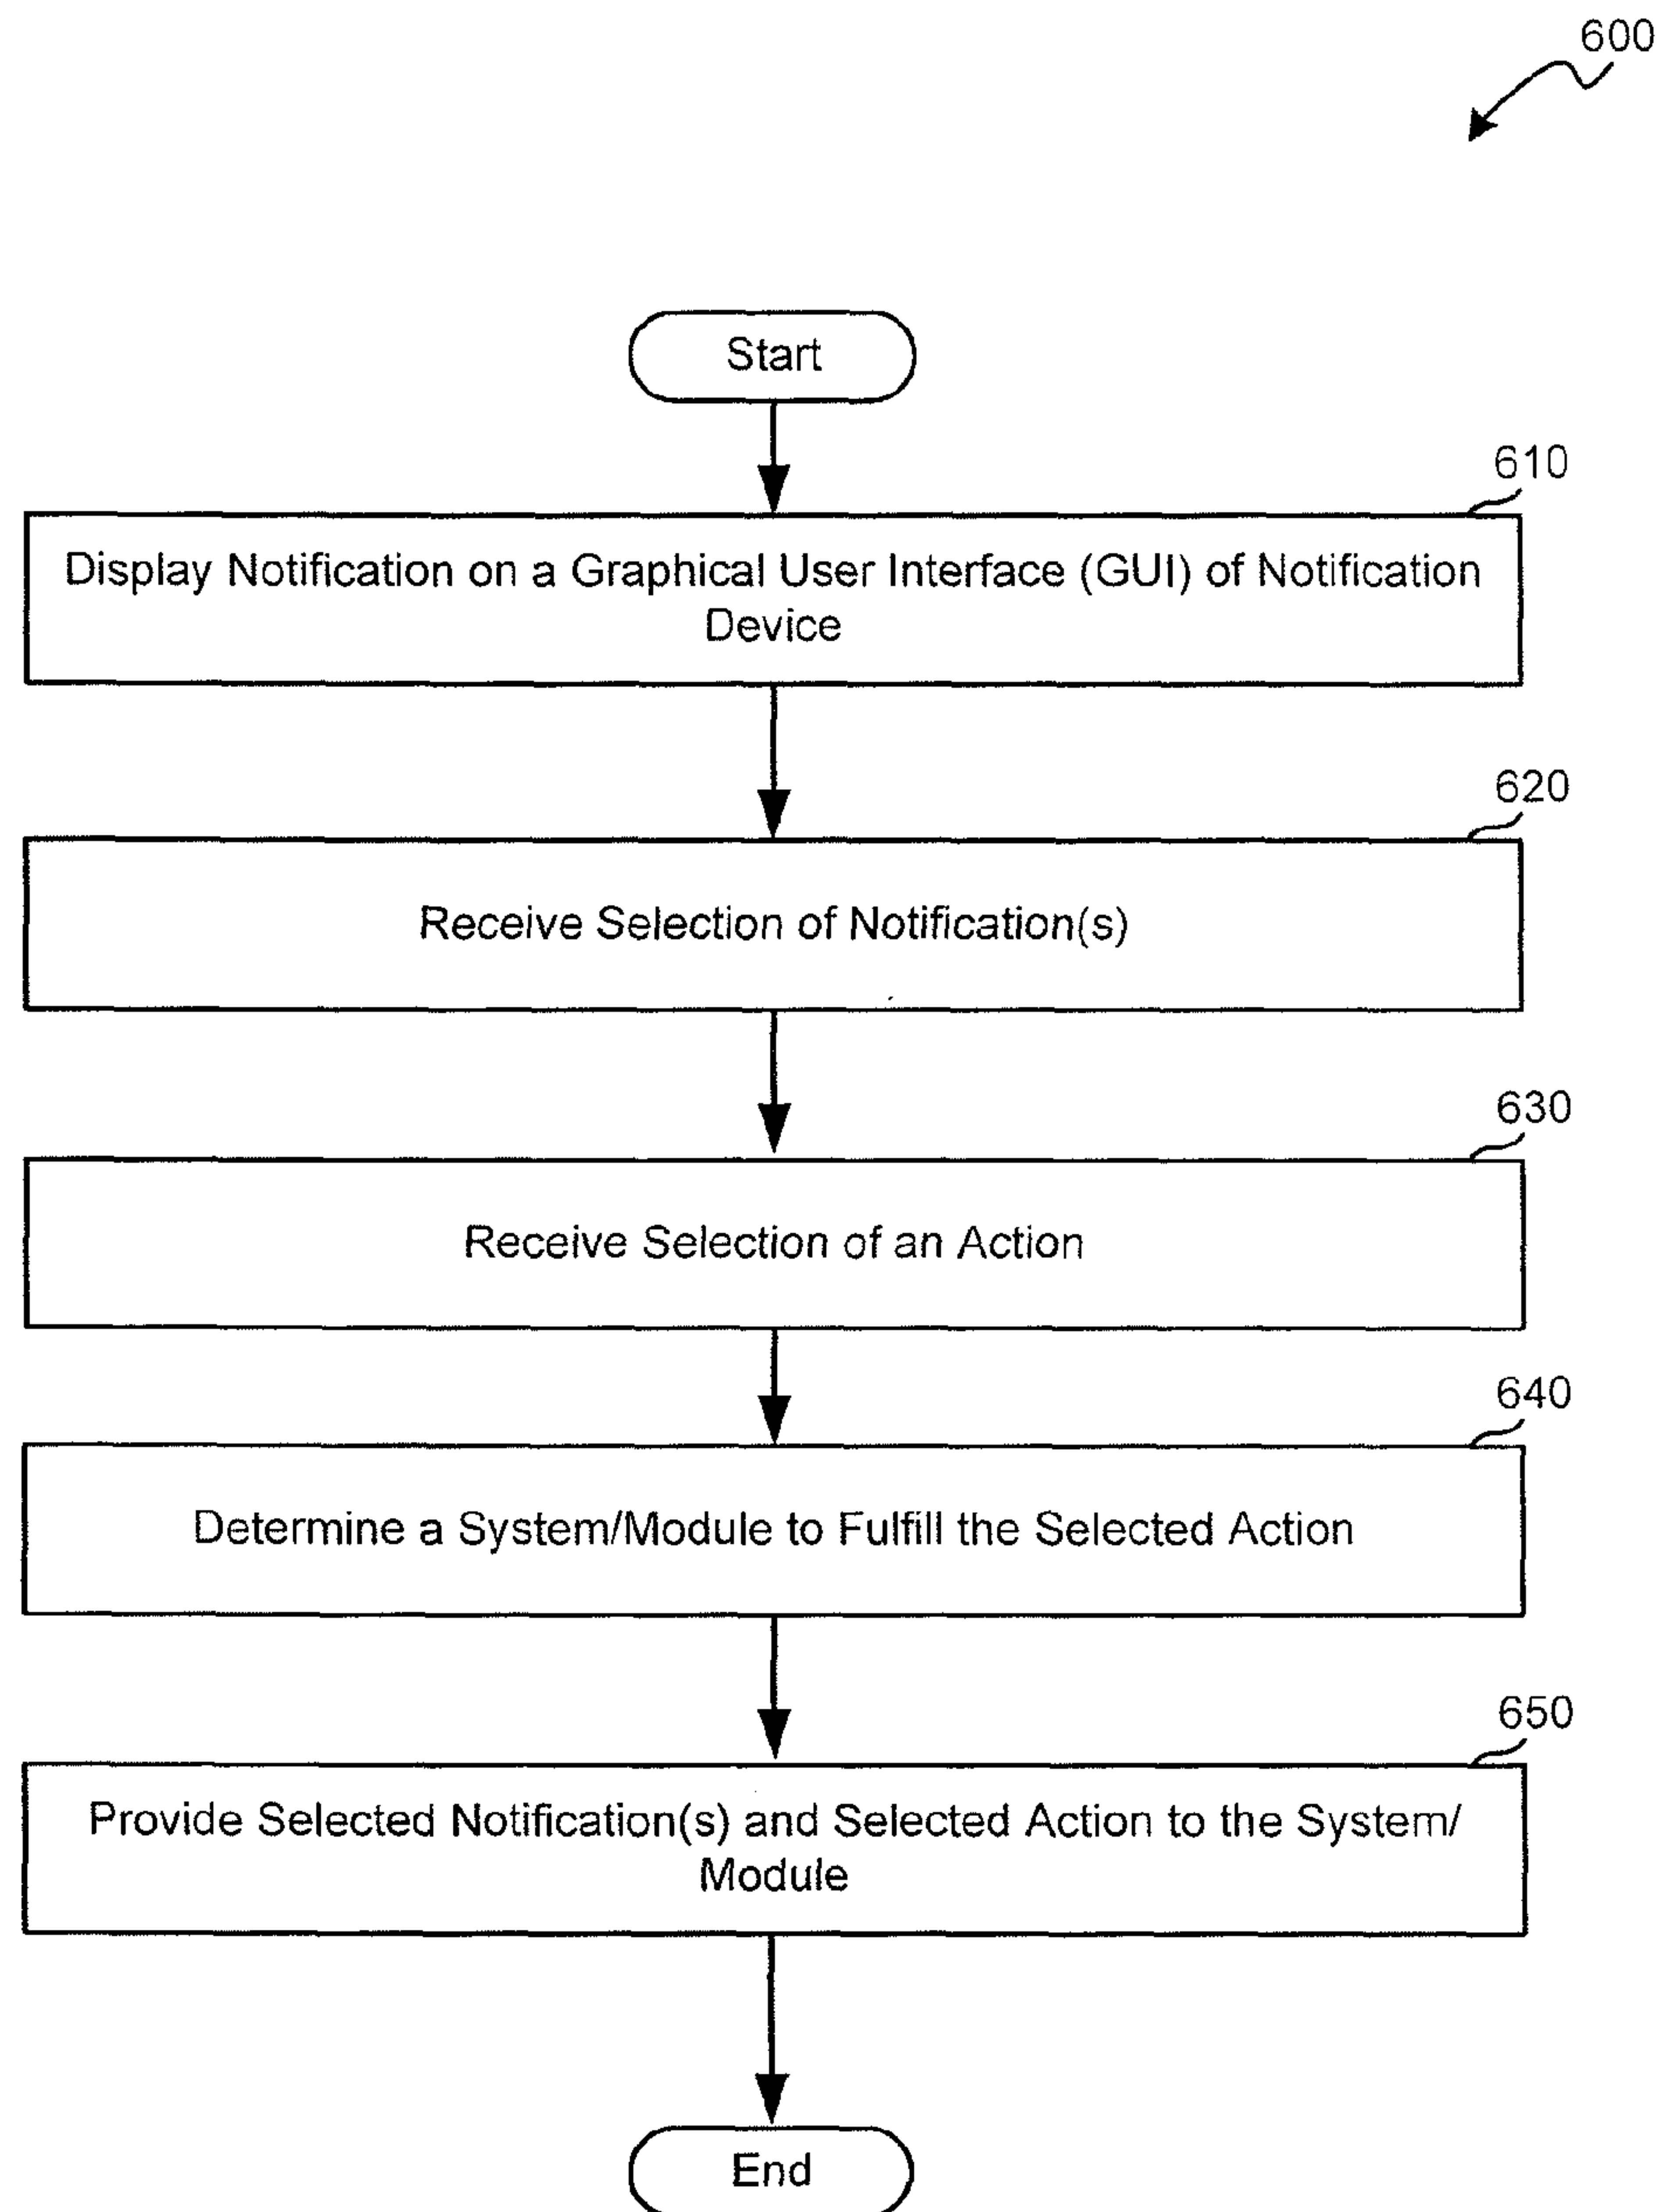 600
Start
610
Display Notification on a Graphical User Interface (GUI) of Notification
Device
620
Receive Selection of Notification(s)
630
Receive Selection of an Action
640
Determine a System/Module to Fulfill the Selected Action
650
Provide Selected Notification(s) and Selected Action to the System/
Module
End